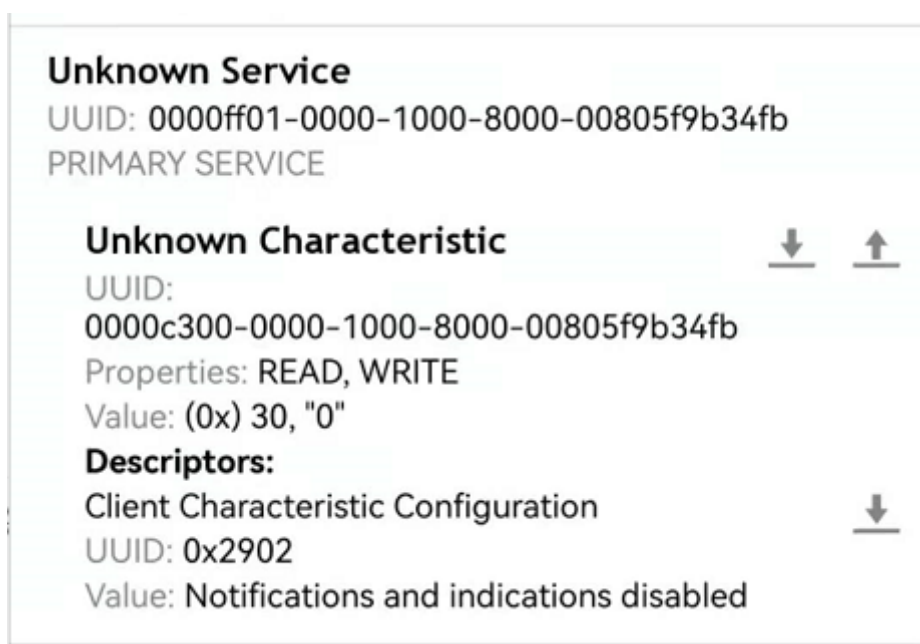 Unknown Service
UUID: 0000ff01-0000-1000-8000-00805f9b34fb
PRIMARY SERVICE
Unknown Characteristic
UUID:
0000c300-0000-1000-8000-00805f9b34fb
Properties: READ, WRITE
Value: (0x) 30, "0"
Descriptors:
Client Characteristic Configuration
UUID: 0x2902
Value: Notifications and indications disabled